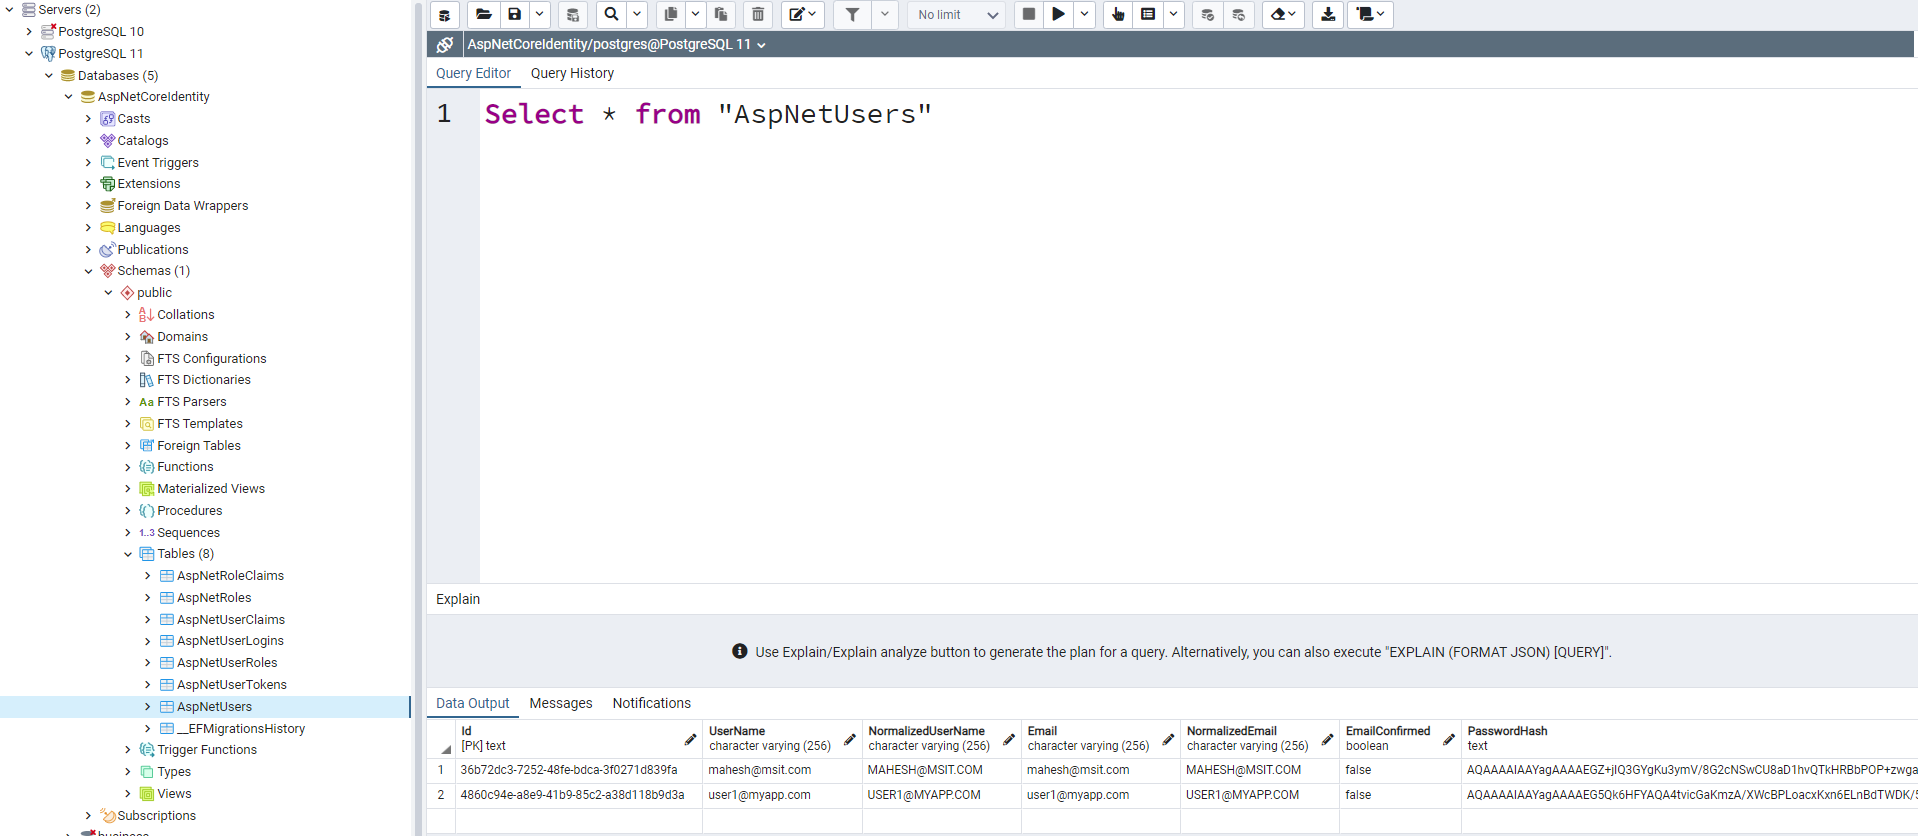 Servers (2)
PostgreSQL 10
PostgreSQL 11
Databases (5)
AspNetCoreIdentity
Casts
Catalogs
Event Triggers
Extensions
Foreign Data Wrappers
Languages
Publications
Schemas (1)
public
Collations
Domains
FTS Configurations
FTS Dictionaries
Aa FTS Parsers
FTS Templates
Foreign Tables
Functions
Materialized Views
Procedures
1..3 Sequences
Tables (8)
AspNetRoleClaims
AspNetRoles
AspNetUserClaims
AspNetUserLogins
AspNetUserRoles
AspNetUserTokens
AspNetUsers
__EFMigrationsHistory
Trigger Functions
Types
Views
Subscriptions
business
No limit
AspNetCoreIdentity/postgres@PostgreSQL 11
Query Editor Query History
1 Select * from "AspNetUsers"
Explain
Use Explain/Explain analyze button to generate the plan for a query. Alternatively, you can also execute "EXPLAIN (FORMAT JSON) [QUERY]".
Data Output Messages Notifications
Id UserName NormalizedUserName Email NormalizedEmail EmailConfirmed PasswordHash
[PK] text character varying (256) character varying (256) character varying (256) character varying (256) boolean text
1 36b72dc3-7252-48fe-bdca-3f0271d839fa mahesh@msit.com MAHESH@MSIT.COM mahesh@msit.com MAHESH@MSIT.COM false
2 4860c94e-a8e9-41b9-85c2-a38d118b9d3a user1@myapp.com USER1@MYAPP.COM user1@myapp.com USER1@MYAPP.COM false